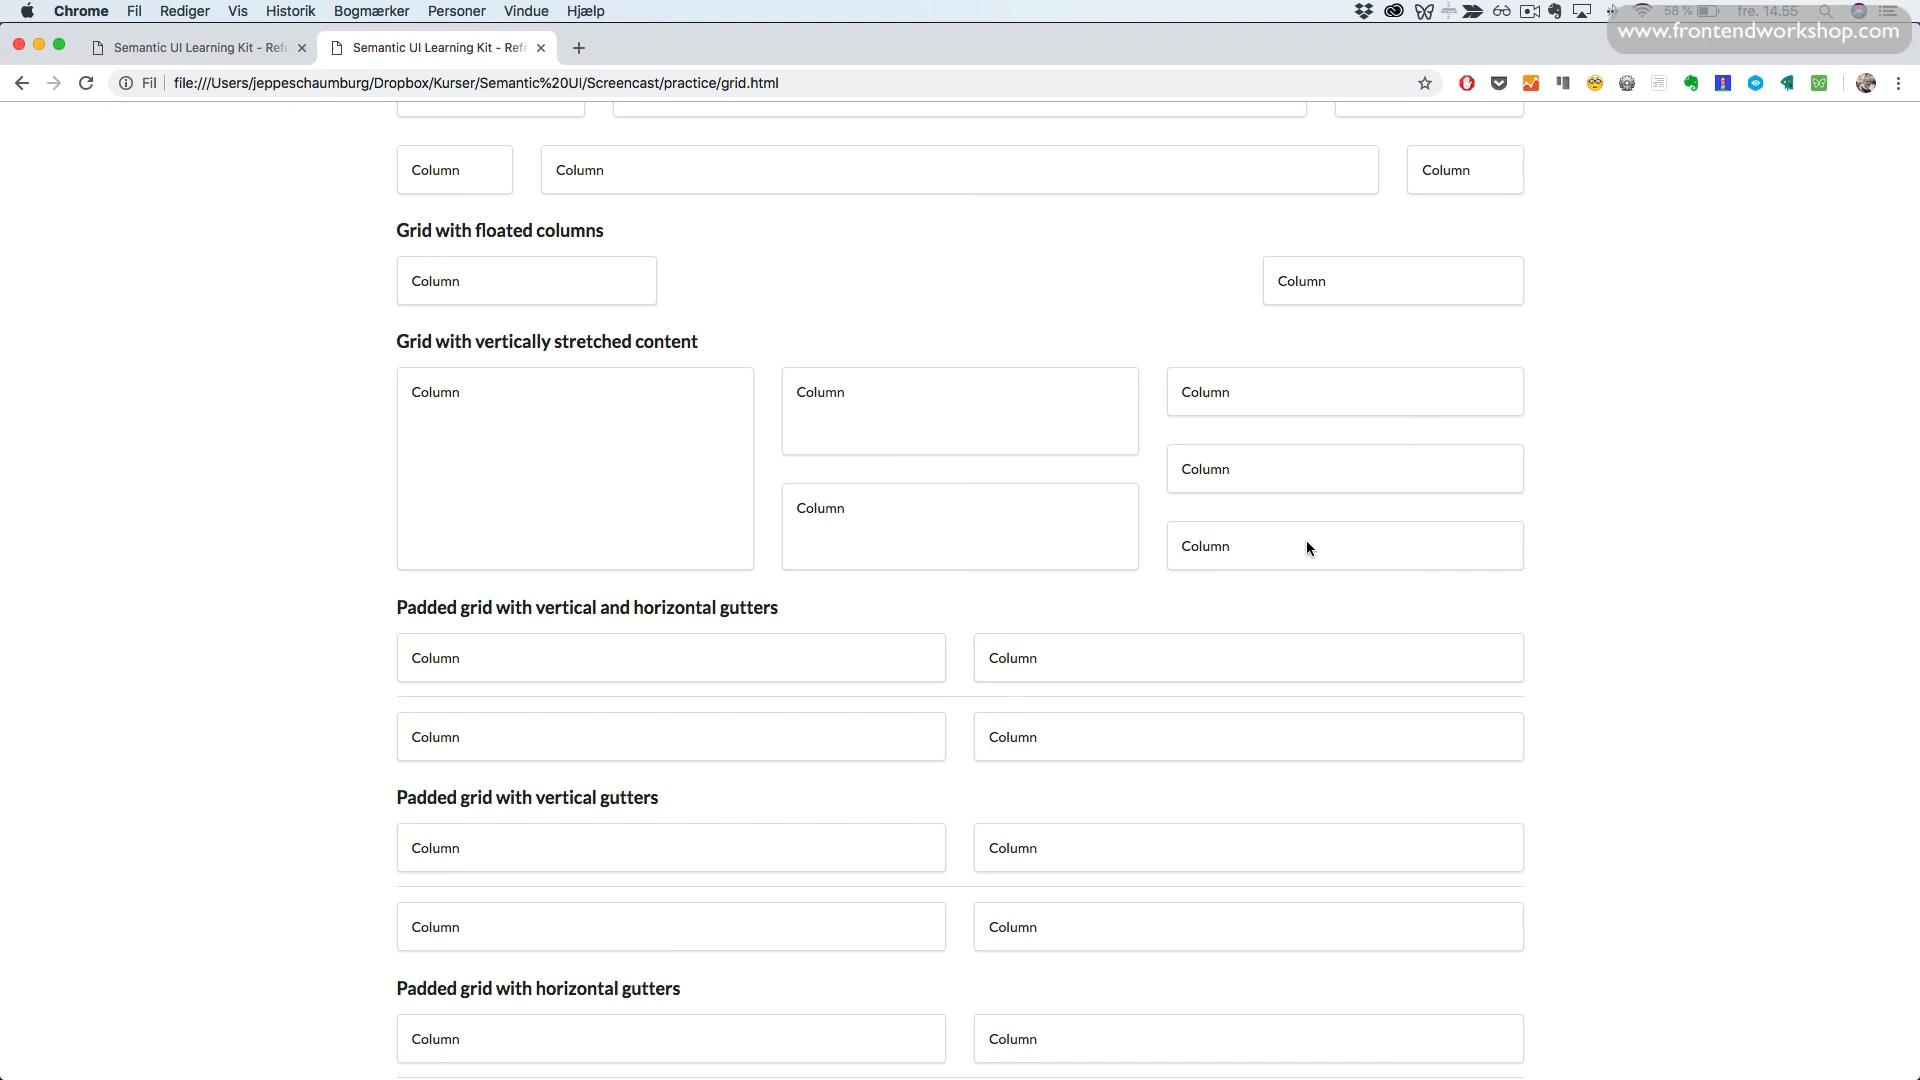 Chrome Fil Rediger Vis Historik Bogmærker Personer Vindue Hjælp 58 % fre. 14.55
www.frontendworkshop.com
Semantic UI Learning Kit - Refe Semantic UI Learning Kit - Refe
Fil file:///Users/jeppeschaumburg/Dropbox/Kurser/Semantic%20UI/Screencast/practice/grid.html
Column Column Column
Grid with floated columns
Column Column
Grid with vertically stretched content
Column Column Column
Column
Column
Column
Padded grid with vertical and horizontal gutters
Column Column
Column Column
Padded grid with vertical gutters
Column Column
Column Column
Padded grid with horizontal gutters
Column Column